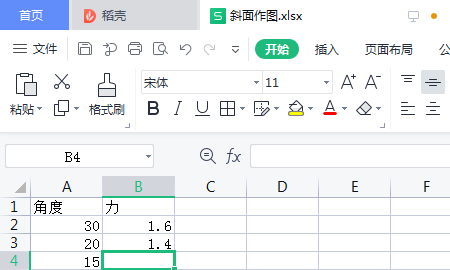 首页 稻壳 斜面作图.xlsx
文件 开始 插入 页面布局
宋体 11
粘贴 格式刷 B I U A
B4 fx
A B C D E F
1 角度 力
2 30 1.6
3 20 1.4
4 15